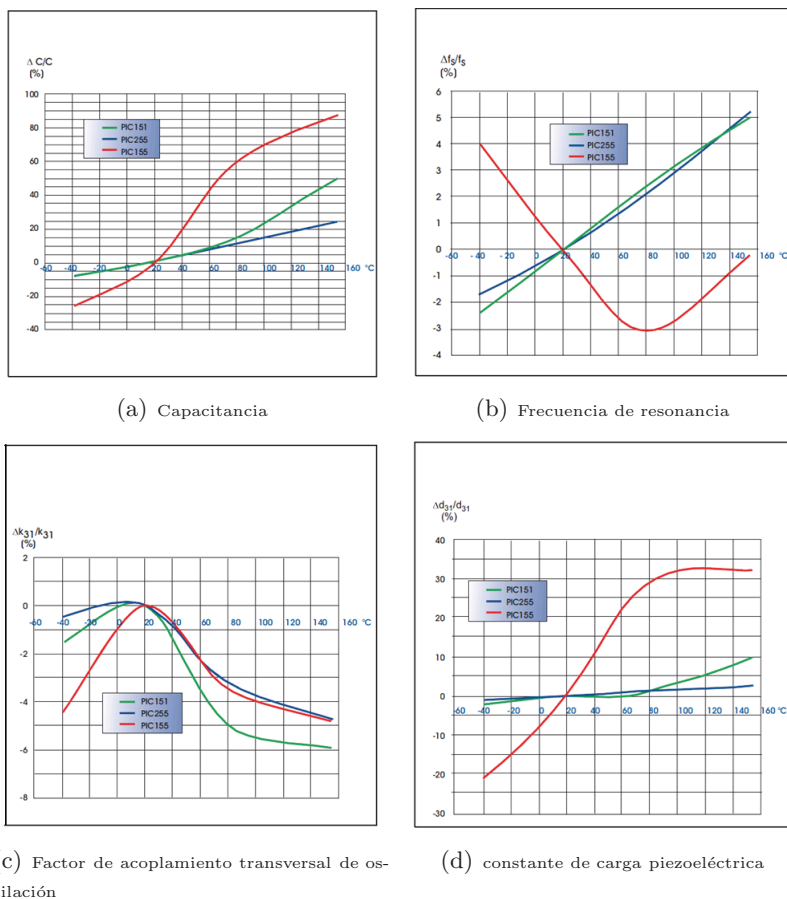 Δ C/C
(%)
100
80
60
40
20
0
-20
-40
-60 -40 -20 0 20 40 60 80 100 120 140 160 °C
PIC151
PIC255
PIC155
(a) Capacitancia
Δfs/fs
(%)
6
5
4
3
2
1
0
-1
-2
-3
-4
-60 -40 -20 0 20 40 60 80 100 120 140 160 °C
PIC151
PIC255
PIC155
(b) Frecuencia de resonancia
Δk31/k31
(%)
2
0
-2
-4
-6
-8
-60 -40 -20 0 20 40 60 80 100 120 140 160 °C
PIC151
PIC255
PIC155
c) Factor de acoplamiento transversal de os-
ilación
Δd31/d31
(%)
40
30
20
10
0
-10
-20
-30
-60 -40 -20 0 20 40 60 80 100 120 140 160 °C
PIC151
PIC255
PIC155
(d) constante de carga piezoeléctrica